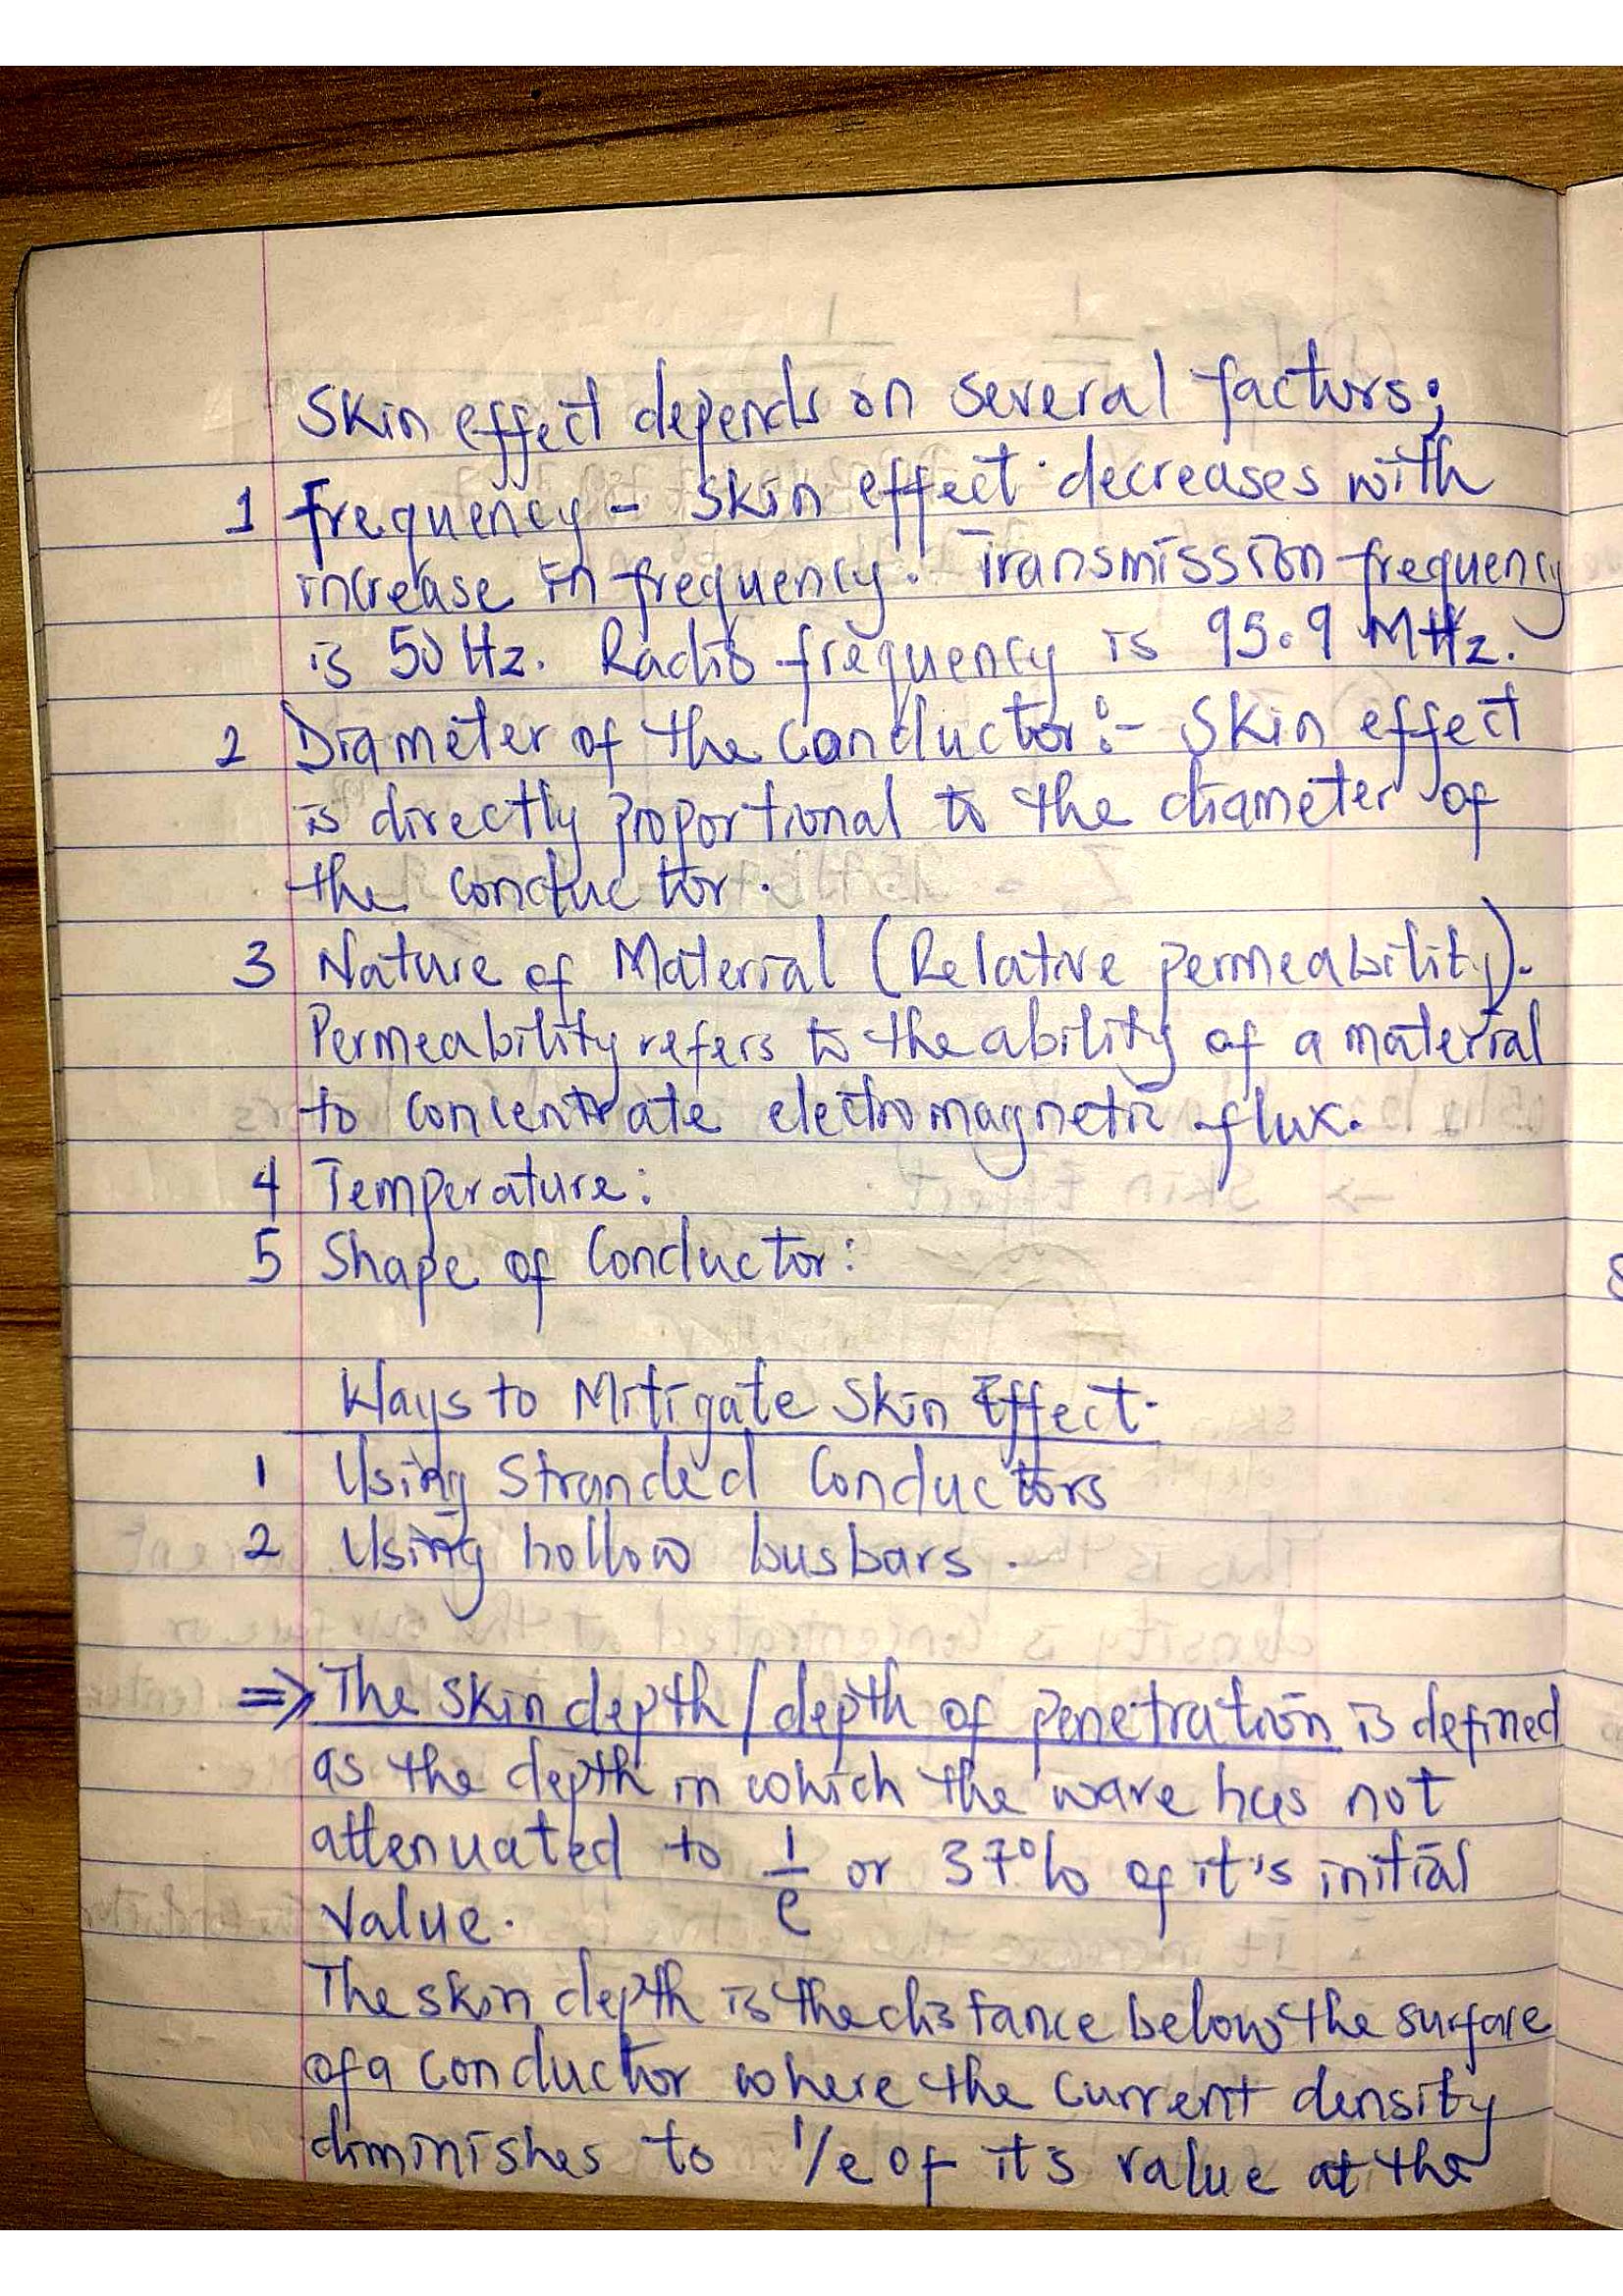 Skin effect depends on several factors;
1 frequency - Skin effect decreases with
increase in frequency. Transmission frequency
is 50 Hz. Radio frequency is 95.9 MHz.
2 Diameter of the conductor:- Skin effect
is directly proportional to the diameter of
the conductor.
3 Nature of Material (Relative permeability).
Permeability refers to the ability of a material
to concentrate electromagnetic flux.
4 Temperature:
5 Shape of Conductor:
Ways to Mitigate Skin Effect.
1 Using Stranded Conductors
2 Using hollow busbars.
⇒ The skin depth / depth of penetration is defined
as the depth in which the wave has not
attenuated to 1/e or 37% of it's initial
value.
The skin depth is the distance below the surface
of a conductor where the current density
diminishes to 1/e of its value at the